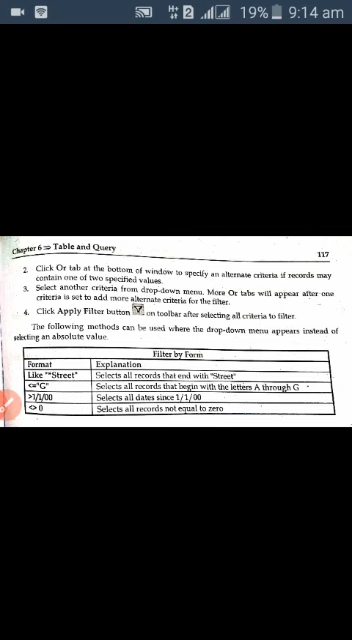 2 19% 9:14 am
Chapter 6 ⇒ Table and Query
117
2. Click Or tab at the bottom of window to specify an alternate criteria if records may
contain one of two specified values.
3. Select another criteria from drop-down menu. More Or tabs will appear after one
criteria is set to add more alternate criteria for the filter.
4. Click Apply Filter button on toolbar after selecting all criteria to filter.
The following methods can be used where the drop-down menu appears instead of
selecting an absolute value.
Filter by Form
Format Explanation
Like "*Street" Selects all records that end with "Street"
<="G" Selects all records that begin with the letters A through G
>1/1/00 Selects all dates since 1/1/00
<> 0 Selects all records not equal to zero